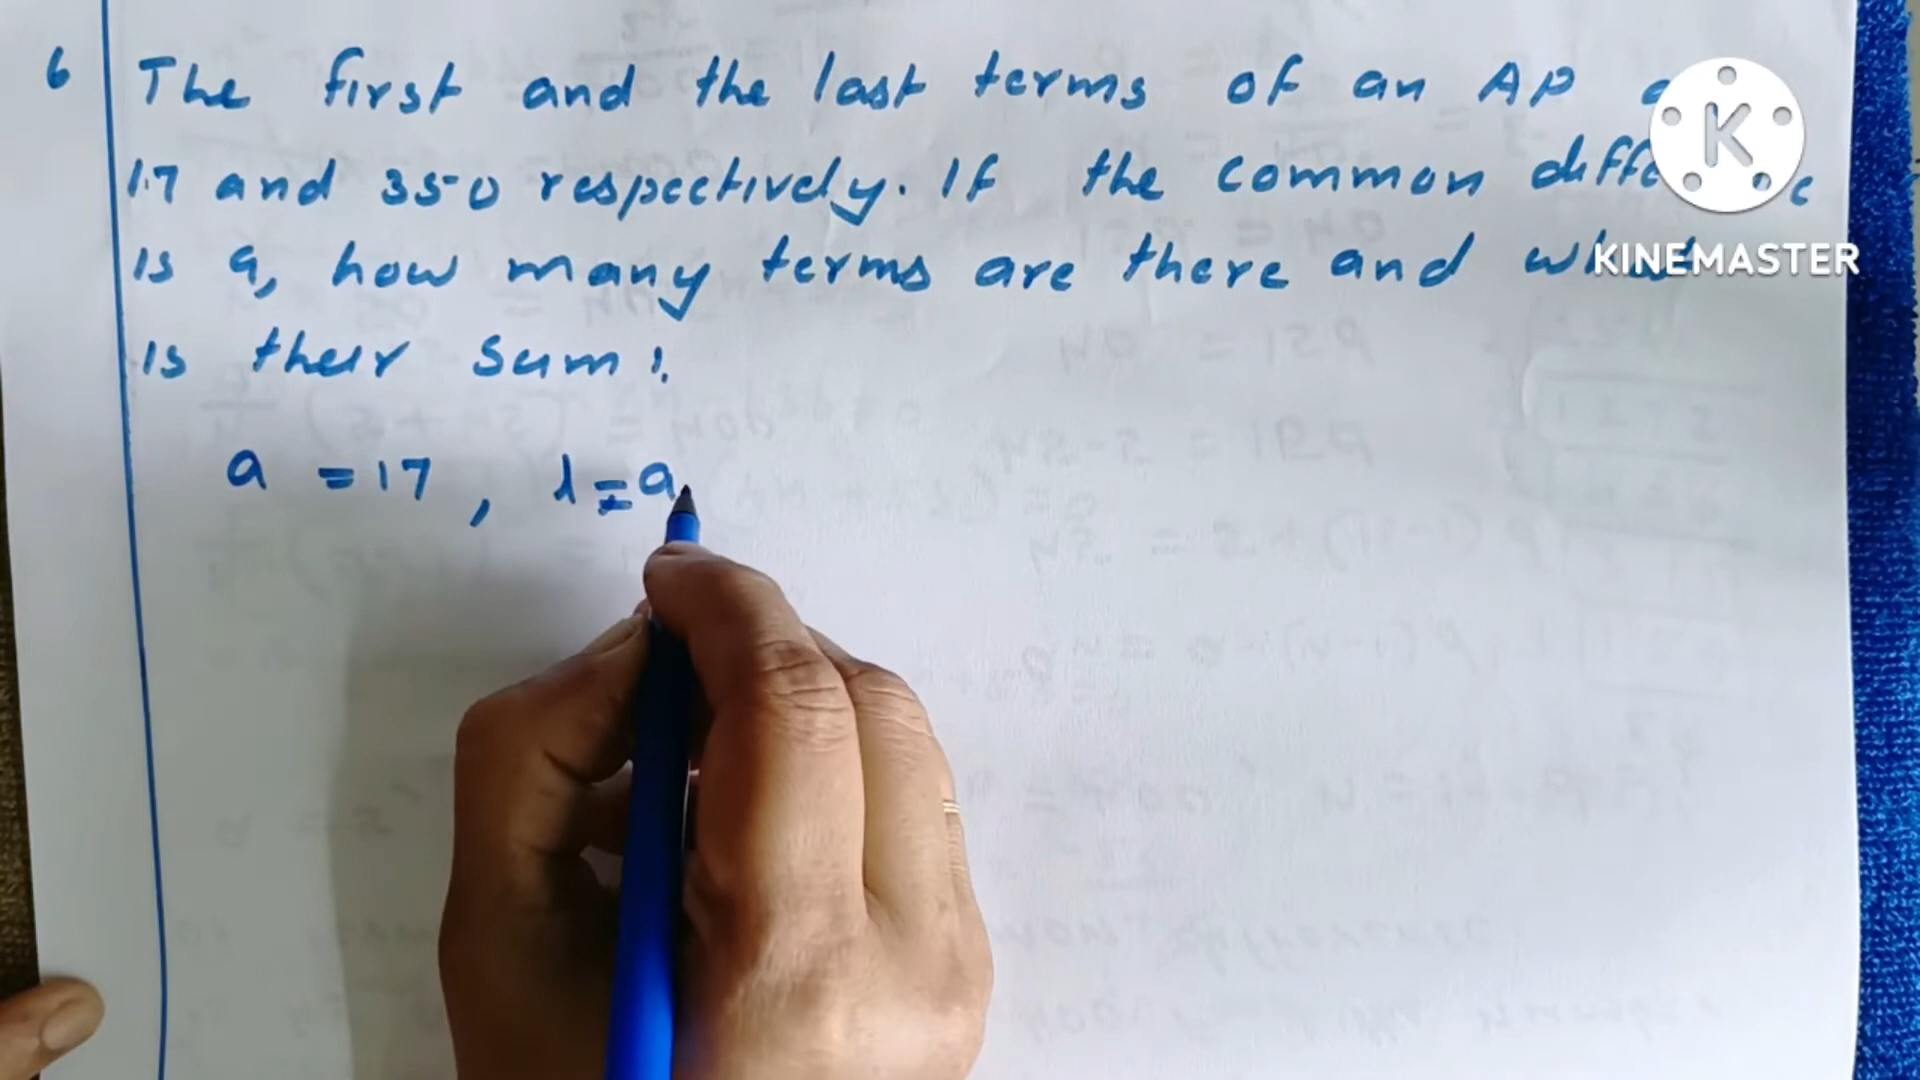 6 The first and the last terms of an AP
17 and 350 respectively. If the common
is 9, how many terms are there and what
is their sum?
a = 17, l = a
K
KINEMASTER